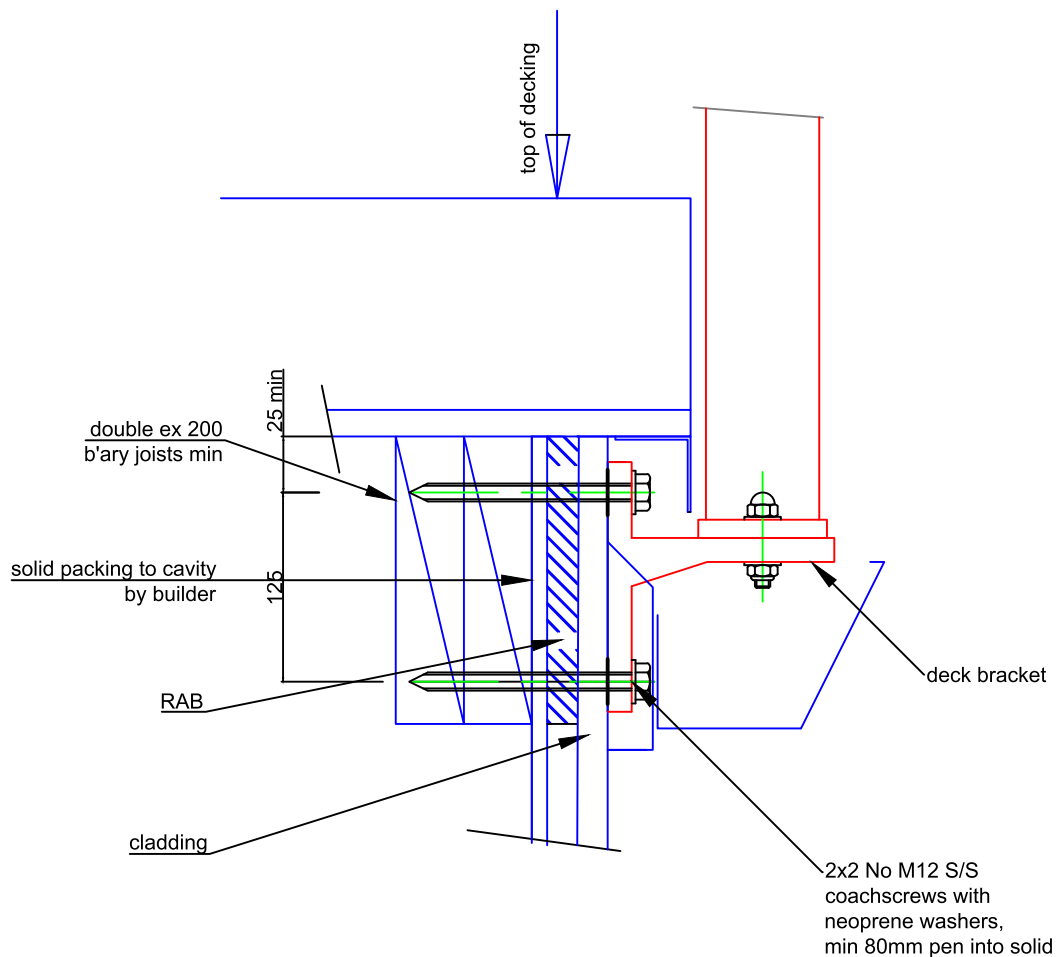 top of decking
25 min
double ex 200
b'ary joists min
solid packing to cavity
by builder
125
RAB
deck bracket
cladding
2x2 No M12 S/S
coachscrews with
neoprene washers,
min 80mm pen into solid